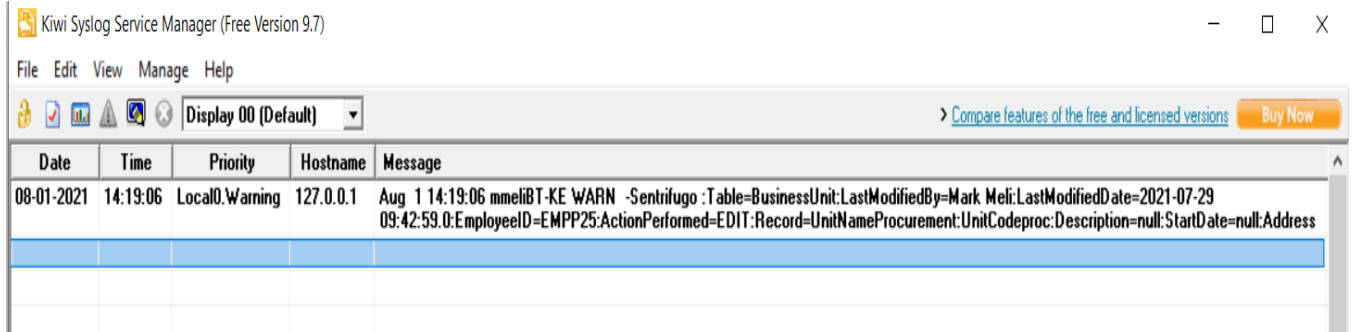 Kiwi Syslog Service Manager (Free Version 9.7)
File Edit View Manage Help
Display 00 (Default)
Compare features of the free and licensed versions
Buy Now
Date Time Priority Hostname Message
08-01-2021 14:19:06 Local0.Warning 127.0.0.1 Aug 1 14:19:06 mmeliBT-KE WARN -Sentrifugo :Table=BusinessUnit:LastModifiedBy=Mark Meli:LastModifiedDate=2021-07-29
09:42:59.0:EmployeeID=EMPP25:ActionPerformed=EDIT:Record=UnitNameProcurement:UnitCodeproc:Description=null:StartDate=null:Address